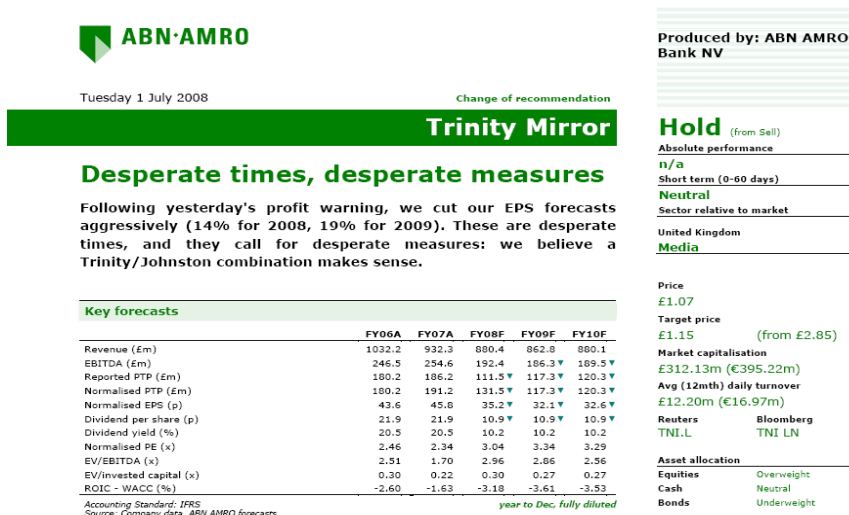 ABN·AMRO
Tuesday 1 July 2008
Change of recommendation
Trinity Mirror
Desperate times, desperate measures
Following yesterday's profit warning, we cut our EPS forecasts
aggressively (14% for 2008, 19% for 2009). These are desperate
times, and they call for desperate measures: we believe a
Trinity/Johnston combination makes sense.
Key forecasts
FY06A FY07A FY08F FY09F FY10F
Revenue (£m) 1032.2 932.3 880.4 862.8 880.1
EBITDA (£m) 246.5 254.6 192.4 186.3▼ 189.5▼
Reported PTP (£m) 180.2 186.2 111.5▼ 117.3▼ 120.3▼
Normalised PTP (£m) 180.2 191.2 131.5▼ 117.3▼ 120.3▼
Normalised EPS (p) 43.6 45.8 35.2▼ 32.1▼ 32.6▼
Dividend per share (p) 21.9 21.9 10.9▼ 10.9▼ 10.9▼
Dividend yield (%) 20.5 20.5 10.2 10.2 10.2
Normalised PE (x) 2.46 2.34 3.04 3.34 3.29
EV/EBITDA (x) 2.51 1.70 2.96 2.86 2.56
EV/invested capital (x) 0.30 0.22 0.30 0.27 0.27
ROIC - WACC (%) -2.60 -1.63 -3.18 -3.61 -3.53
Accounting Standard: IFRS
year to Dec, fully diluted
Source: Company data, ABN AMRO forecasts
Produced by: ABN AMRO
Bank NV
Hold (from Sell)
Absolute performance
n/a
Short term (0-60 days)
Neutral
Sector relative to market
United Kingdom
Media
Price
£1.07
Target price
£1.15 (from £2.85)
Market capitalisation
£312.13m (€395.22m)
Avg (12mth) daily turnover
£12.20m (€16.97m)
Reuters Bloomberg
TNI.L TNI LN
Asset allocation
Equities Overweight
Cash Neutral
Bonds Underweight